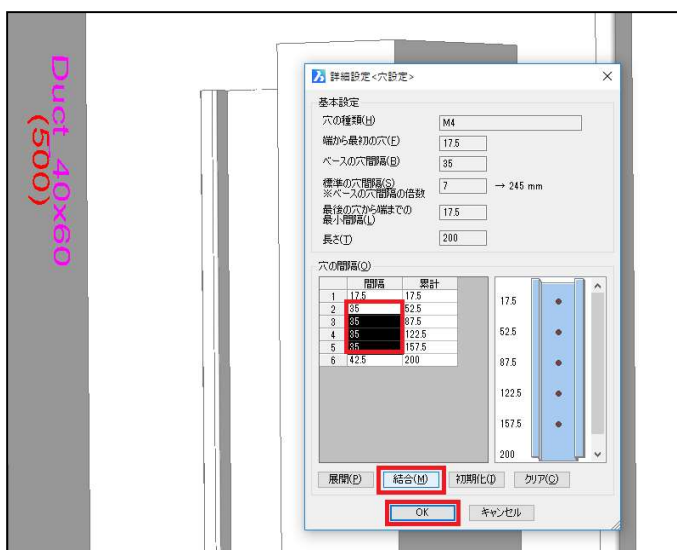 Duct 40x60
(500)
詳細設定<穴設定>
基本設定
穴の種類(H) M4
端から最初の穴(F) 17.5
ベースの穴間隔(B) 35
標準の穴間隔(S) 7 → 245 mm
※ベースの穴間隔の倍数
最後の穴から端までの
最小間隔(L) 17.5
長さ(T) 200
穴の間隔(O)
間隔 累計
1 17.5 17.5
2 35 52.5
3 35 87.5
4 35 122.5
5 35 157.5
6 42.5 200
17.5
52.5
87.5
122.5
157.5
200
展開(P) 結合(M) 初期化(I) クリア(C)
OK キャンセル